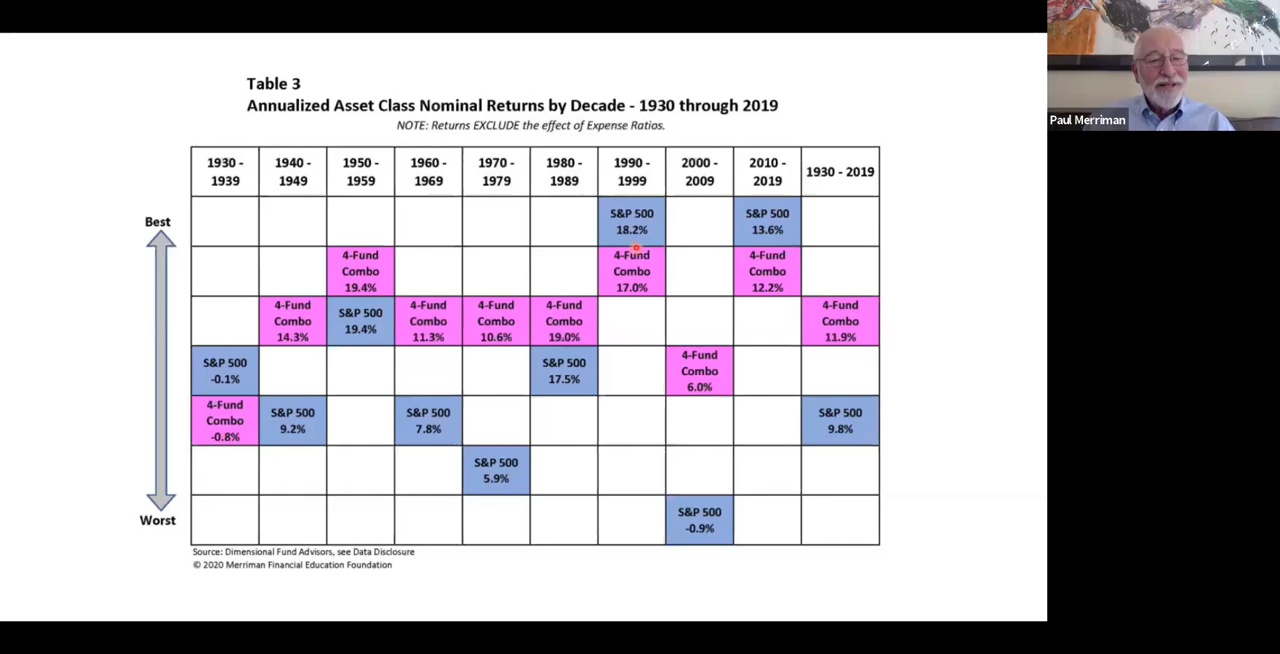 Table 3
Annualized Asset Class Nominal Returns by Decade - 1930 through 2019
NOTE: Returns EXCLUDE the effect of Expense Ratios.
1930 - 1939
1940 - 1949
1950 - 1959
1960 - 1969
1970 - 1979
1980 - 1989
1990 - 1999
2000 - 2009
2010 - 2019
1930 - 2019
Best
S&P 500
18.2%
S&P 500
13.6%
4-Fund
Combo
19.4%
4-Fund
Combo
17.0%
4-Fund
Combo
12.2%
4-Fund
Combo
14.3%
S&P 500
19.4%
4-Fund
Combo
11.3%
4-Fund
Combo
10.6%
4-Fund
Combo
19.0%
4-Fund
Combo
11.9%
S&P 500
-0.1%
S&P 500
17.5%
4-Fund
Combo
6.0%
4-Fund
Combo
-0.8%
S&P 500
9.2%
S&P 500
7.8%
S&P 500
9.8%
S&P 500
5.9%
Worst
S&P 500
-0.9%
Source: Dimensional Fund Advisors, see Data Disclosure
© 2020 Merriman Financial Education Foundation
Paul Merriman